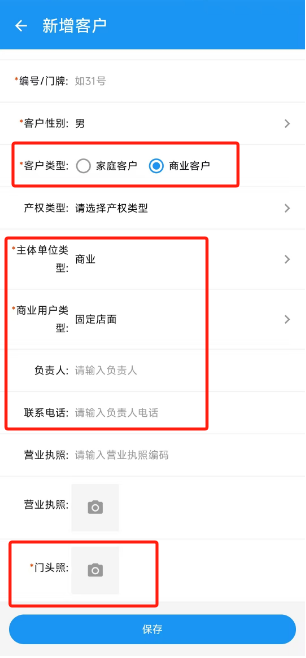 新增客户
*编号/门牌: 如31号
*客户性别: 男
*客户类型: 家庭客户 商业客户
产权类型: 请选择产权类型
*主体单位类
型: 商业
*商业用户类
型: 固定店面
负责人: 请输入负责人
联系电话: 请输入负责人电话
营业执照: 请输入营业执照编码
营业执照:
*门头照:
保存